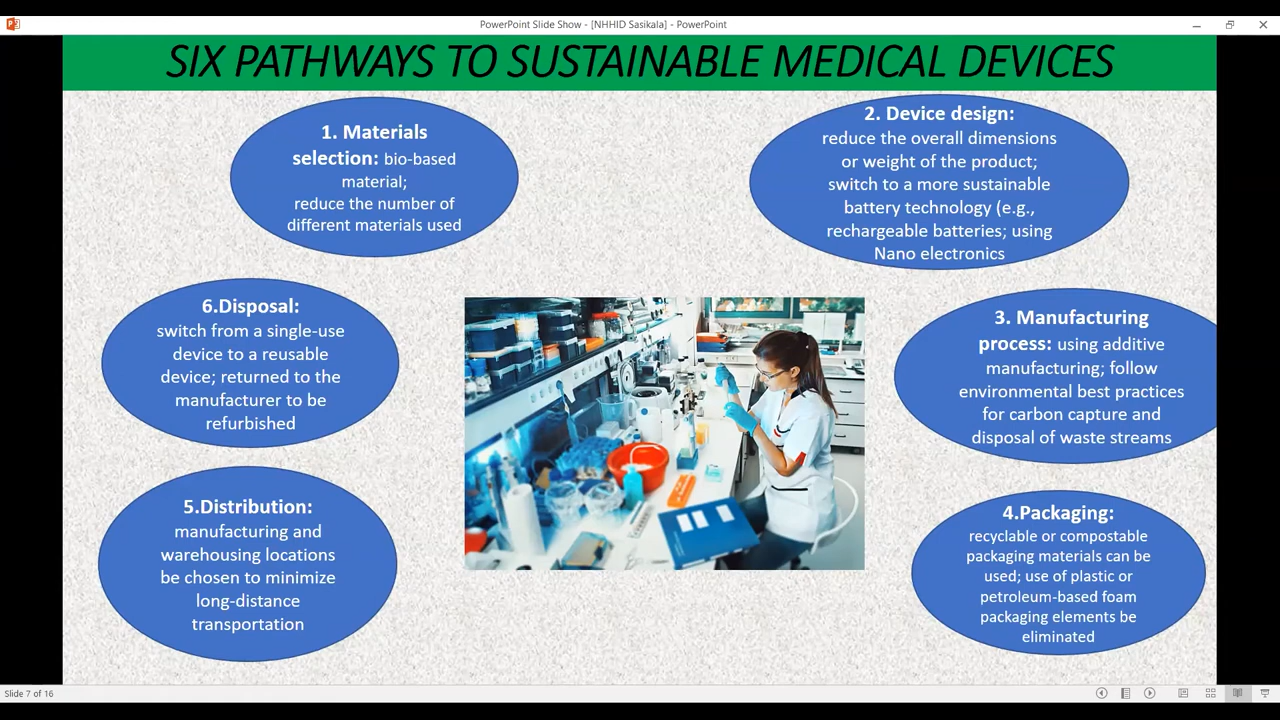 PowerPoint Slide Show - [NHHID Sasikala] - PowerPoint
SIX PATHWAYS TO SUSTAINABLE MEDICAL DEVICES
1. Materials
selection: bio-based
material;
reduce the number of
different materials used
2. Device design:
reduce the overall dimensions
or weight of the product;
switch to a more sustainable
battery technology (e.g.,
rechargeable batteries; using
Nano electronics
3. Manufacturing
process: using additive
manufacturing; follow
environmental best practices
for carbon capture and
disposal of waste streams
4.Packaging:
recyclable or compostable
packaging materials can be
used; use of plastic or
petroleum-based foam
packaging elements be
eliminated
5.Distribution:
manufacturing and
warehousing locations
be chosen to minimize
long-distance
transportation
6.Disposal:
switch from a single-use
device to a reusable
device; returned to the
manufacturer to be
refurbished
Slide 7 of 16